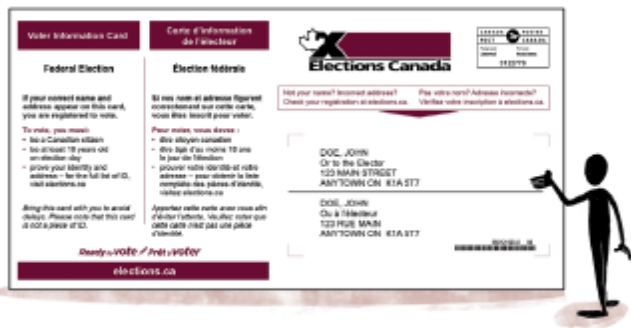 Voter Information Card
Federal Election
If your correct name and
address appear on this card,
you are registered to vote.
To vote, you must:
• be a Canadian citizen
• be at least 18 years old
on election day
• prove your identity and
address – for the full list of ID,
visit elections.ca
Bring this card with you to avoid
delays. Please note that this card
is not a piece of ID.
Carte d'information
de l'électeur
Élection fédérale
Si vos nom et adresse figurent
correctement sur cette carte,
vous êtes inscrit pour voter.
Pour voter, vous devez :
• être citoyen canadien
• être âgé d'au moins 18 ans
le jour de l'élection
• prouver votre identité et votre
adresse – pour obtenir la liste
complète des pièces d'identité,
visitez elections.ca
Apportez cette carte avec vous afin
d'éviter l'attente. Veuillez noter que
cette carte n'est pas une pièce
d'identité.
Ready to vote / Prêt à voter
elections.ca
Elections Canada
CANADA POSTES
POST CANADA
Not your name? Incorrect address?
Check your registration at elections.ca.
Pas votre nom? Adresse incorrecte?
Vérifiez votre inscription à elections.ca.
DOE, JOHN
Or to the Elector
123 MAIN STREET
ANYTOWN ON K1A 5T7
DOE, JOHN
Ou à l'électeur
123 RUE MAIN
ANYTOWN ON K1A 5T7